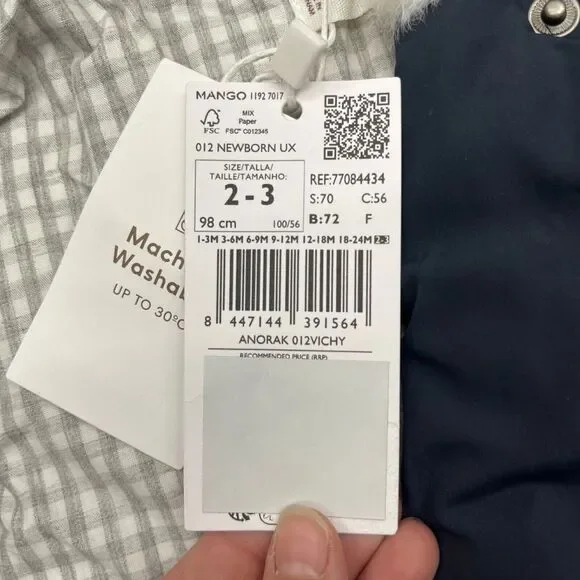 MANGO 1192 7017
FSC
MIX
Paper
FSC® C012345
012 NEWBORN UX
SIZE/TALLA/
TAILLE/TAMANHO:
2 - 3
98 cm
100/56
REF:77084434
S:70 C:56
B:72 F
1-3M 3-6M 6-9M 9-12M 12-18M 18-24M 2-3
8 447144 391564
ANORAK 012VICHY
RECOMMENDED PRICE (RRP)
Mach
Washa
UP TO 30°C